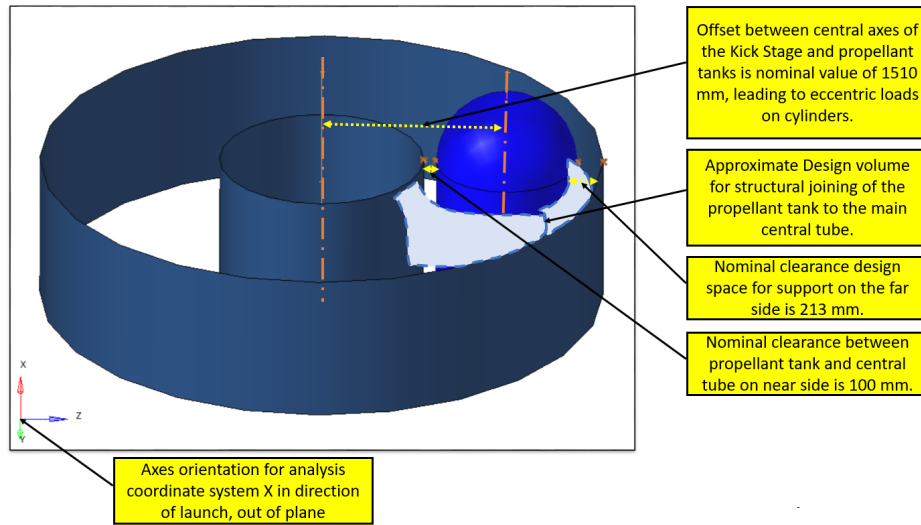 Offset between central axes of
the Kick Stage and propellant
tanks is nominal value of 1510
mm, leading to eccentric loads
on cylinders.
Approximate Design volume
for structural joining of the
propellant tank to the main
central tube.
Nominal clearance design
space for support on the far
side is 213 mm.
Nominal clearance between
propellant tank and central
tube on near side is 100 mm.
X
Z
Y
Axes orientation for analysis
coordinate system X in direction
of launch, out of plane